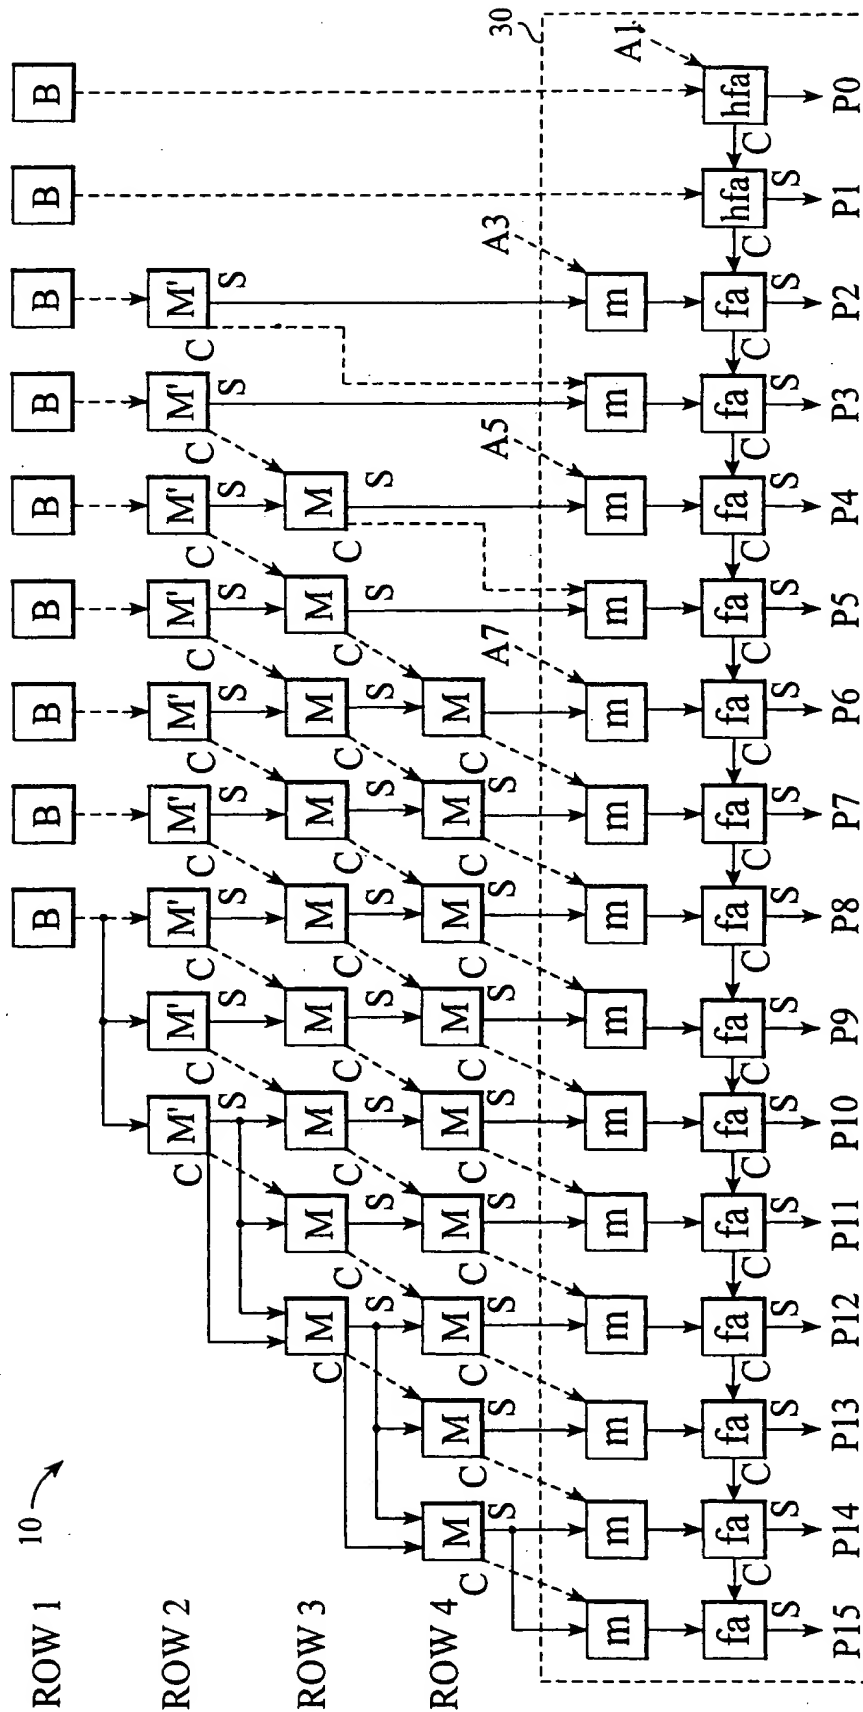 10
ROW 1 B B B B B B B B B
ROW 2 M' M' M' M' M' M' M' M' M'
C S C S C S C S C S C S C S C S C S
ROW 3 M M M M M M M M M
C S C S C S C S C S C S C S C S C S
ROW 4 M M M M M M M M M
C S C S C S C S C S C S C S C S
A7 A5 A3 30
m m m m m m m m m m m m m m A1
fa fa fa fa fa fa fa fa fa fa fa fa fa fa hfa hfa
C C C C C C C C C C C C C C C
S S S S S S S S S S S S S S S
P15 P14 P13 P12 P11 P10 P9 P8 P7 P6 P5 P4 P3 P2 P1 P0